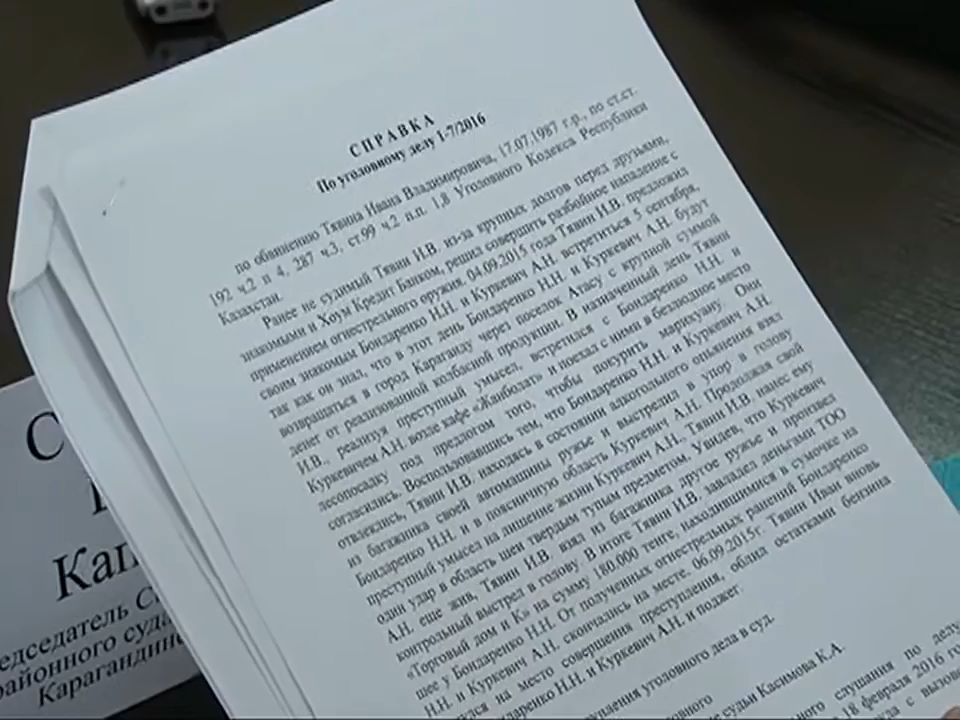 СПРАВКА
По уголовному делу 1-7/2016
по обвинению Тявина Ивана Владимировича, 17.07.1987 г.р., по ст.ст.
192 ч.2 п 4, 287 ч.3, ст.99 ч.2 п.п. 1,8 Уголовного Кодекса Республики
Казахстан.
Ранее не судимый Тявин И.В. из-за крупных долгов перед друзьями,
знакомыми и Хоум Кредит Банком, решил совершить разбойное нападение с
применением огнестрельного оружия. 04.09.2015 года Тявин И.В. предложил
своим знакомым Бондаренко Н.Н. и Куркевич А.Н. встретиться 5 сентября,
так как он знал, что в этот день Бондаренко Н.Н и Куркевич А.Н. будут
возвращаться в город Караганду через поселок Атасу с крупной суммой
денег от реализованной колбасной продукции. В назначенный день Тявин
И.В., реализуя преступный умысел, встретился с Бондаренко Н.Н. и
Куркевичем А.Н. возле кафе «Жанболат» и поехал с ними в безлюдное место
лесопосадку под предлогом того, чтобы покурить марихуану. Они
согласились. Воспользовавшись тем, что Бондаренко Н.Н. и Куркевич А.Н.
отвлеклись, Тявин И.В. находясь в состоянии алкогольного опьянения взял
из багажника своей автомашины ружье и выстрелил в упор в голову
Бондаренко Н.Н. и в поясничную область Куркевич А.Н. Продолжая свой
преступный умысел на лишение жизни Куркевич А.Н., Тявин И.В. нанес ему
один удар в область шеи твердым тупым предметом. Увидев, что Куркевич
А.Н. еще жив, Тявин И.В. взял из багажника другое ружье и произвел
контрольный выстрел в голову. В итоге Тявин И.В. завладел деньгами ТОО
«Торговый дом и К» на сумму 180.000 тенге, находящимися в сумочке на
шее у Бондаренко Н.Н. От полученных огнестрельных ранений Бондаренко
Н.Н. и Куркевич А.Н. скончались на месте. 06.09.2015г. Тявин Иван вновь
на место совершения преступления, облил остатками бензина
Н.Н. и Куркевич А.Н. и поджег.
уголовного дела в суд.
судьи Касимова К.А.
слушания по делу
18 февраля 2016
с вызовом
районного суда